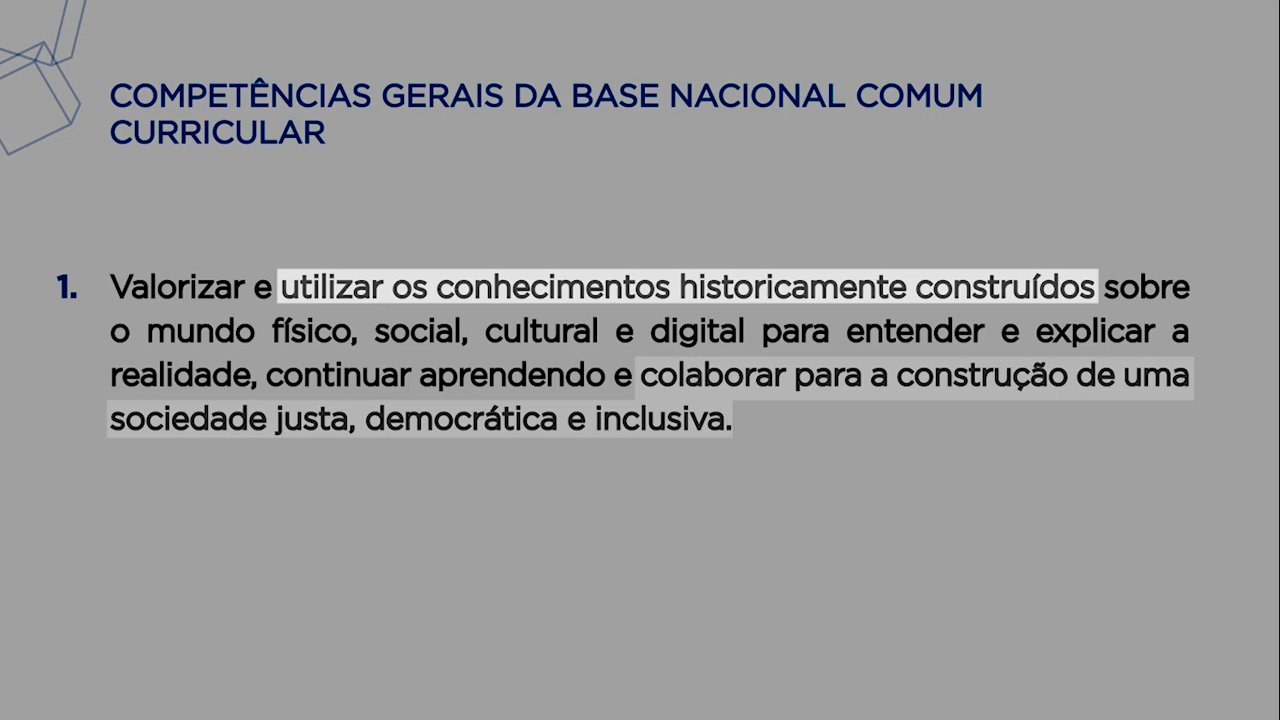 COMPETÊNCIAS GERAIS DA BASE NACIONAL COMUM
CURRICULAR
1. Valorizar e utilizar os conhecimentos historicamente construídos sobre
o mundo físico, social, cultural e digital para entender e explicar a
realidade, continuar aprendendo e colaborar para a construção de uma
sociedade justa, democrática e inclusiva.